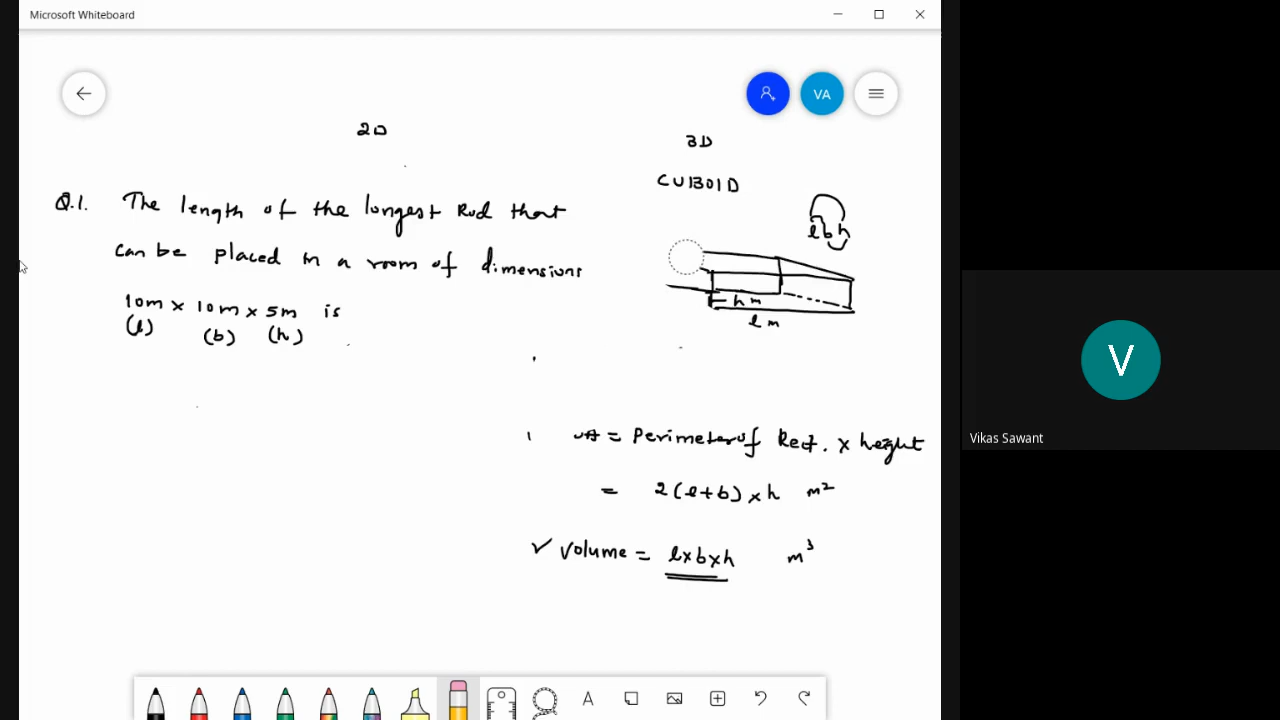 Microsoft Whiteboard
VA
2D
3D
CUBOID
Q.1. The length of the longest Rod that
can be placed in a room of dimensions
10m x 10m x 5m is
(l) (b) (h)
l b h
h m
l m
= Perimeter of Rect. x height
= 2(l+b) x h m²
✓ Volume = l x b x h m³
A
V
Vikas Sawant